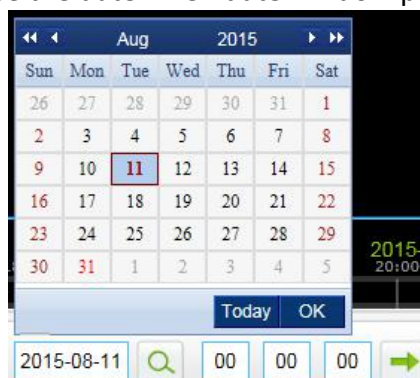 Aug 2015
Sun Mon Tue Wed Thu Fri Sat
26 27 28 29 30 31 1
2 3 4 5 6 7 8
9 10 11 12 13 14 15
16 17 18 19 20 21 22
23 24 25 26 27 28 29
2015-
30 31 1 2 3 4 5
20:00
Today OK
2015-08-11 00 00 00